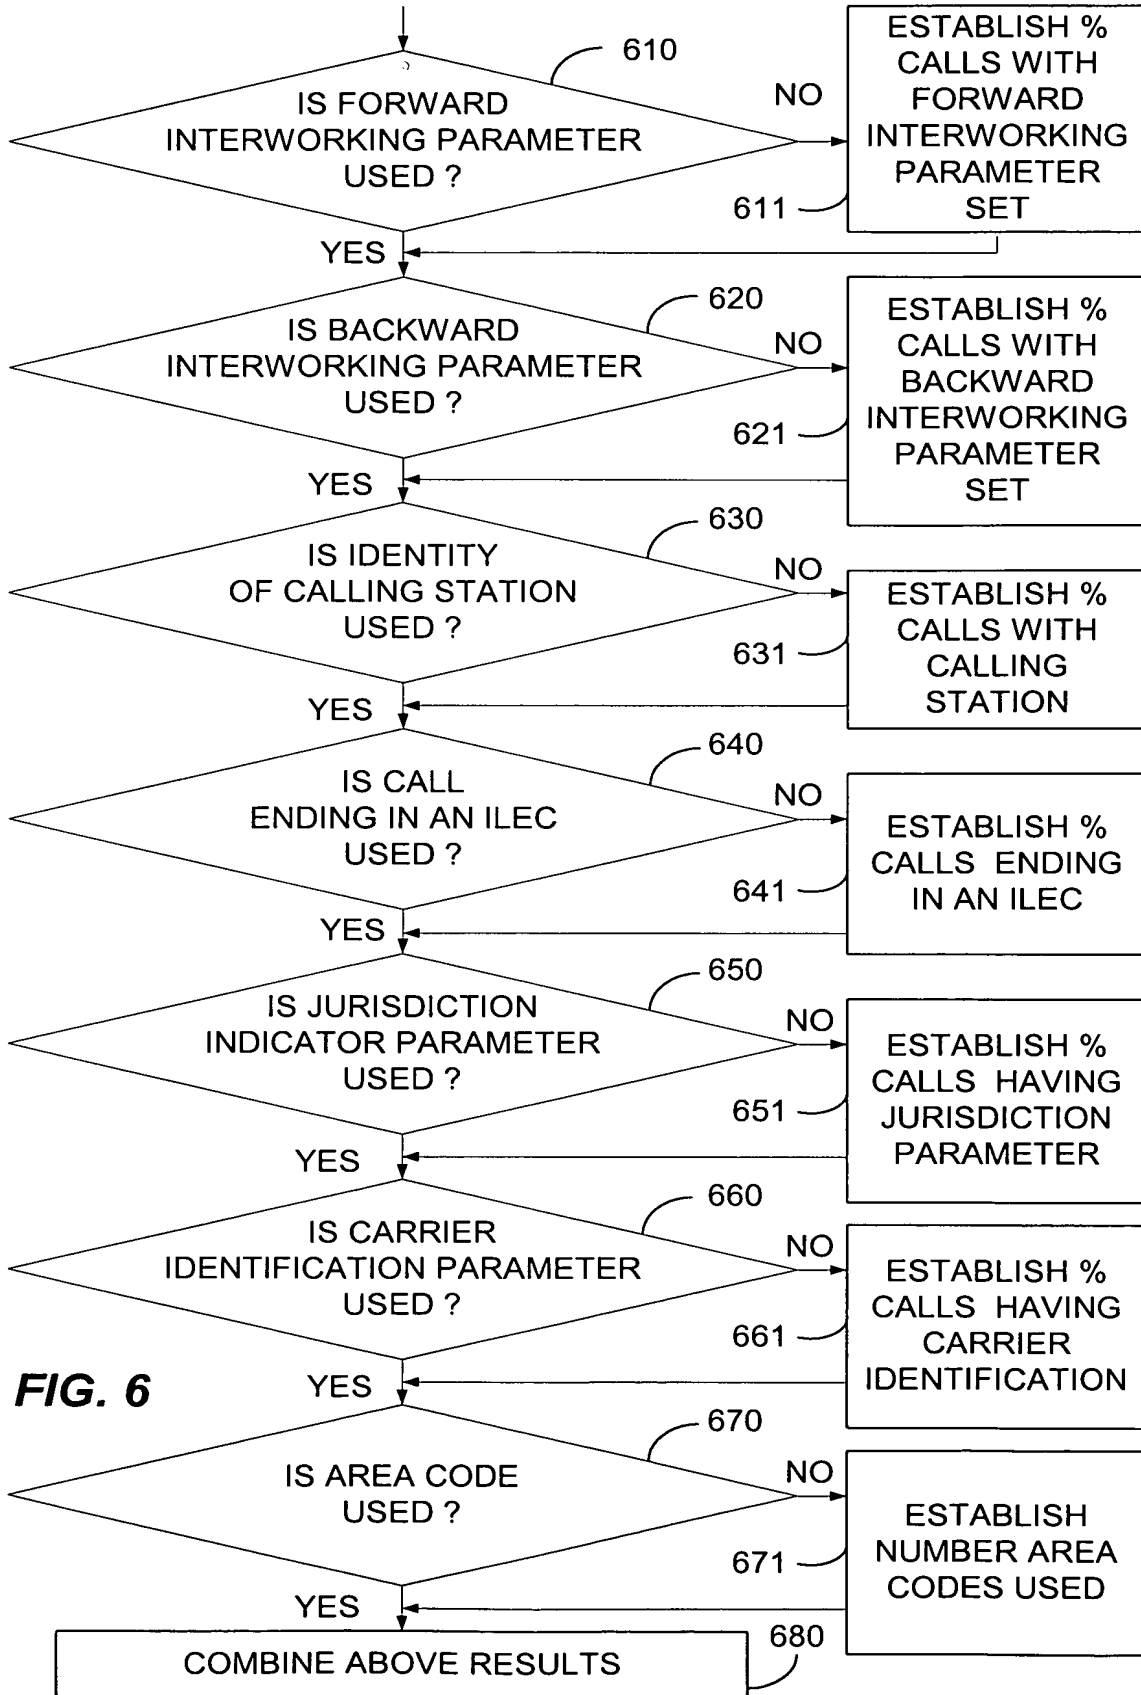 610
IS FORWARD
INTERWORKING PARAMETER
USED ?
NO
ESTABLISH %
CALLS WITH
FORWARD
INTERWORKING
PARAMETER
SET
611
YES
620
IS BACKWARD
INTERWORKING PARAMETER
USED ?
NO
ESTABLISH %
CALLS WITH
BACKWARD
INTERWORKING
PARAMETER
SET
621
YES
630
IS IDENTITY
OF CALLING STATION
USED ?
NO
ESTABLISH %
CALLS WITH
CALLING
STATION
631
YES
640
IS CALL
ENDING IN AN ILEC
USED ?
NO
ESTABLISH %
CALLS ENDING
IN AN ILEC
641
YES
650
IS JURISDICTION
INDICATOR PARAMETER
USED ?
NO
ESTABLISH %
CALLS HAVING
JURISDICTION
PARAMETER
651
YES
660
IS CARRIER
IDENTIFICATION PARAMETER
USED ?
NO
ESTABLISH %
CALLS HAVING
CARRIER
IDENTIFICATION
661
YES
FIG. 6
670
IS AREA CODE
USED ?
NO
ESTABLISH
NUMBER AREA
CODES USED
671
YES
680
COMBINE ABOVE RESULTS